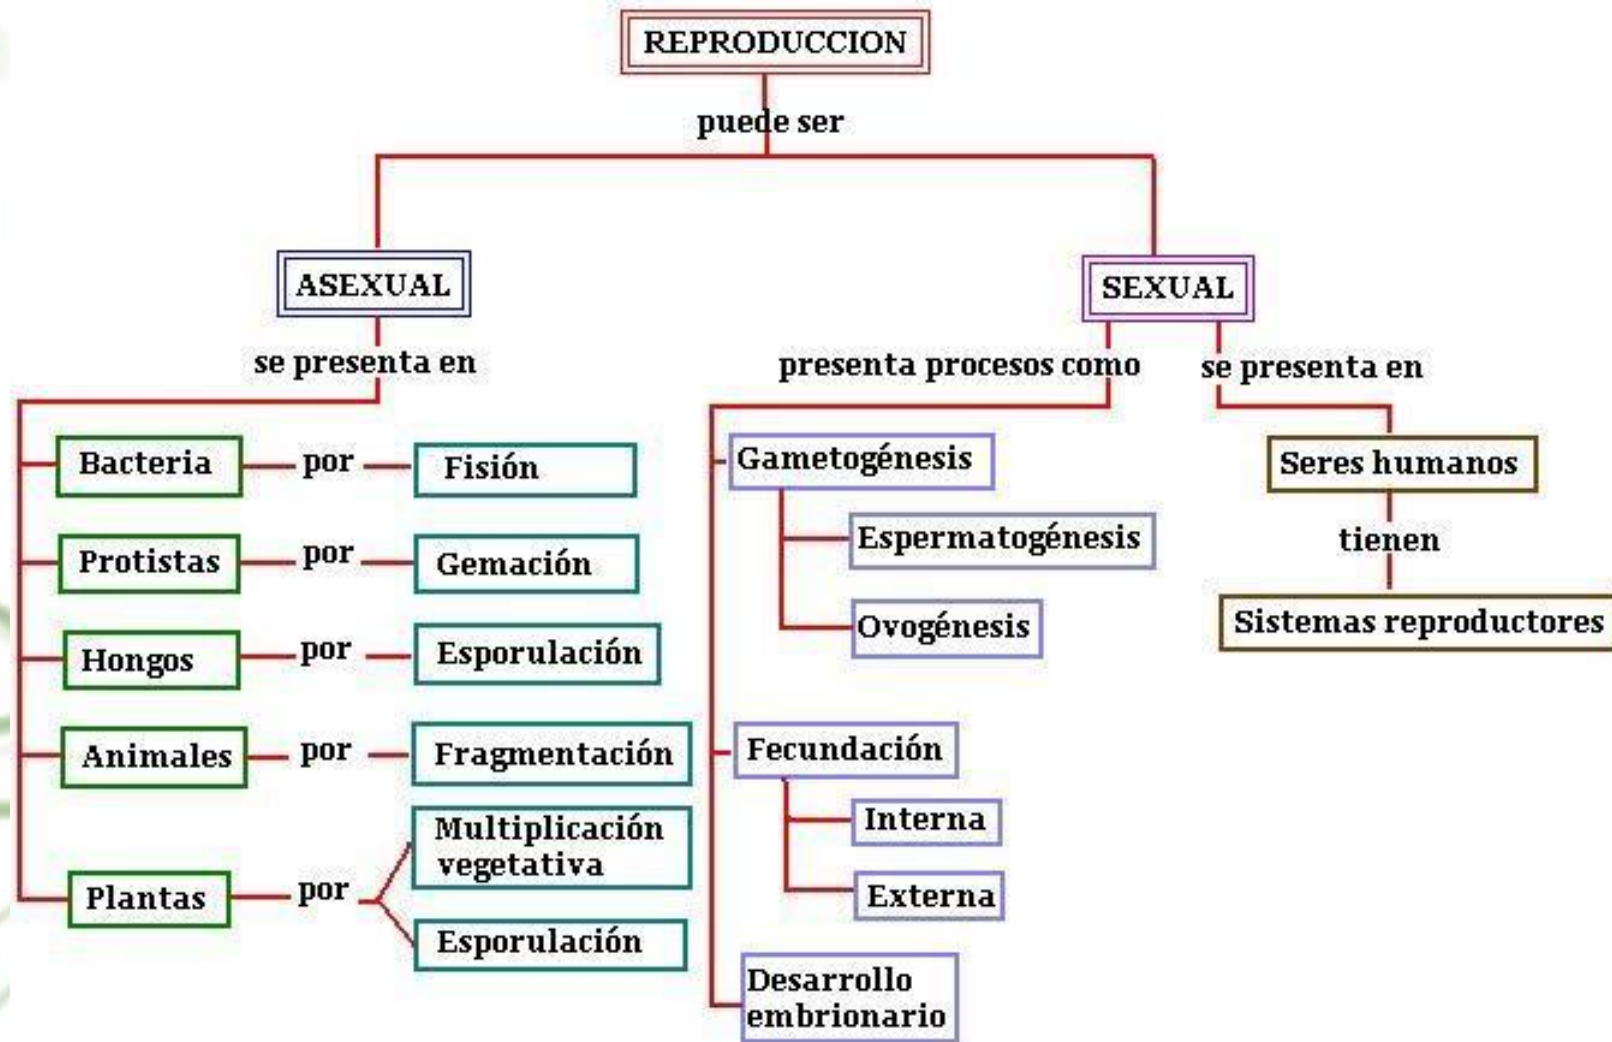 REPRODUCCION
puede ser
ASEXUAL
SEXUAL
se presenta en
presenta procesos como
se presenta en
Bacteria
por
Fisión
Protistas
por
Gemación
Hongos
por
Esporulación
Animales
por
Fragmentación
Plantas
por
Multiplicación
vegetativa
Esporulación
Gametogénesis
Espermatogénesis
Ovogénesis
Fecundación
Interna
Externa
Desarrollo
embrionario
Seres humanos
tienen
Sistemas reproductores